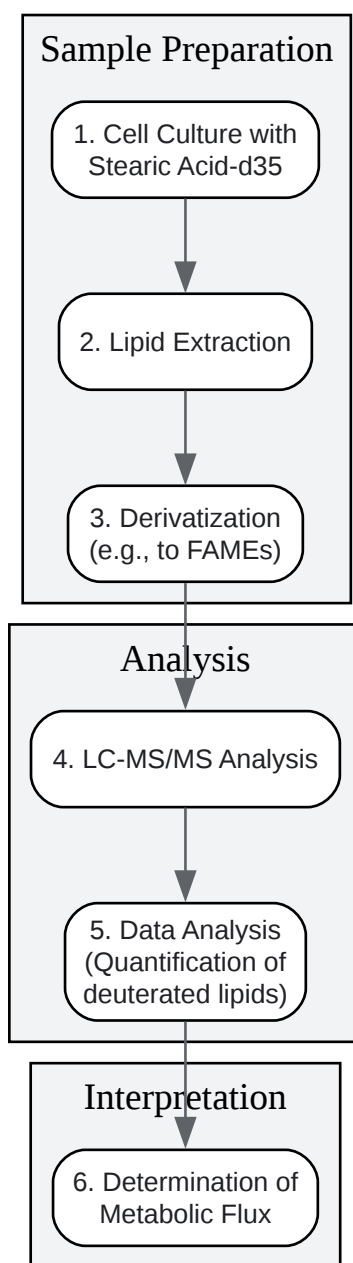 Sample Preparation
1. Cell Culture with
Stearic Acid-d35
2. Lipid Extraction
3. Derivatization
(e.g., to FAMEs)
Analysis
4. LC-MS/MS Analysis
5. Data Analysis
(Quantification of
deuterated lipids)
Interpretation
6. Determination of
Metabolic Flux